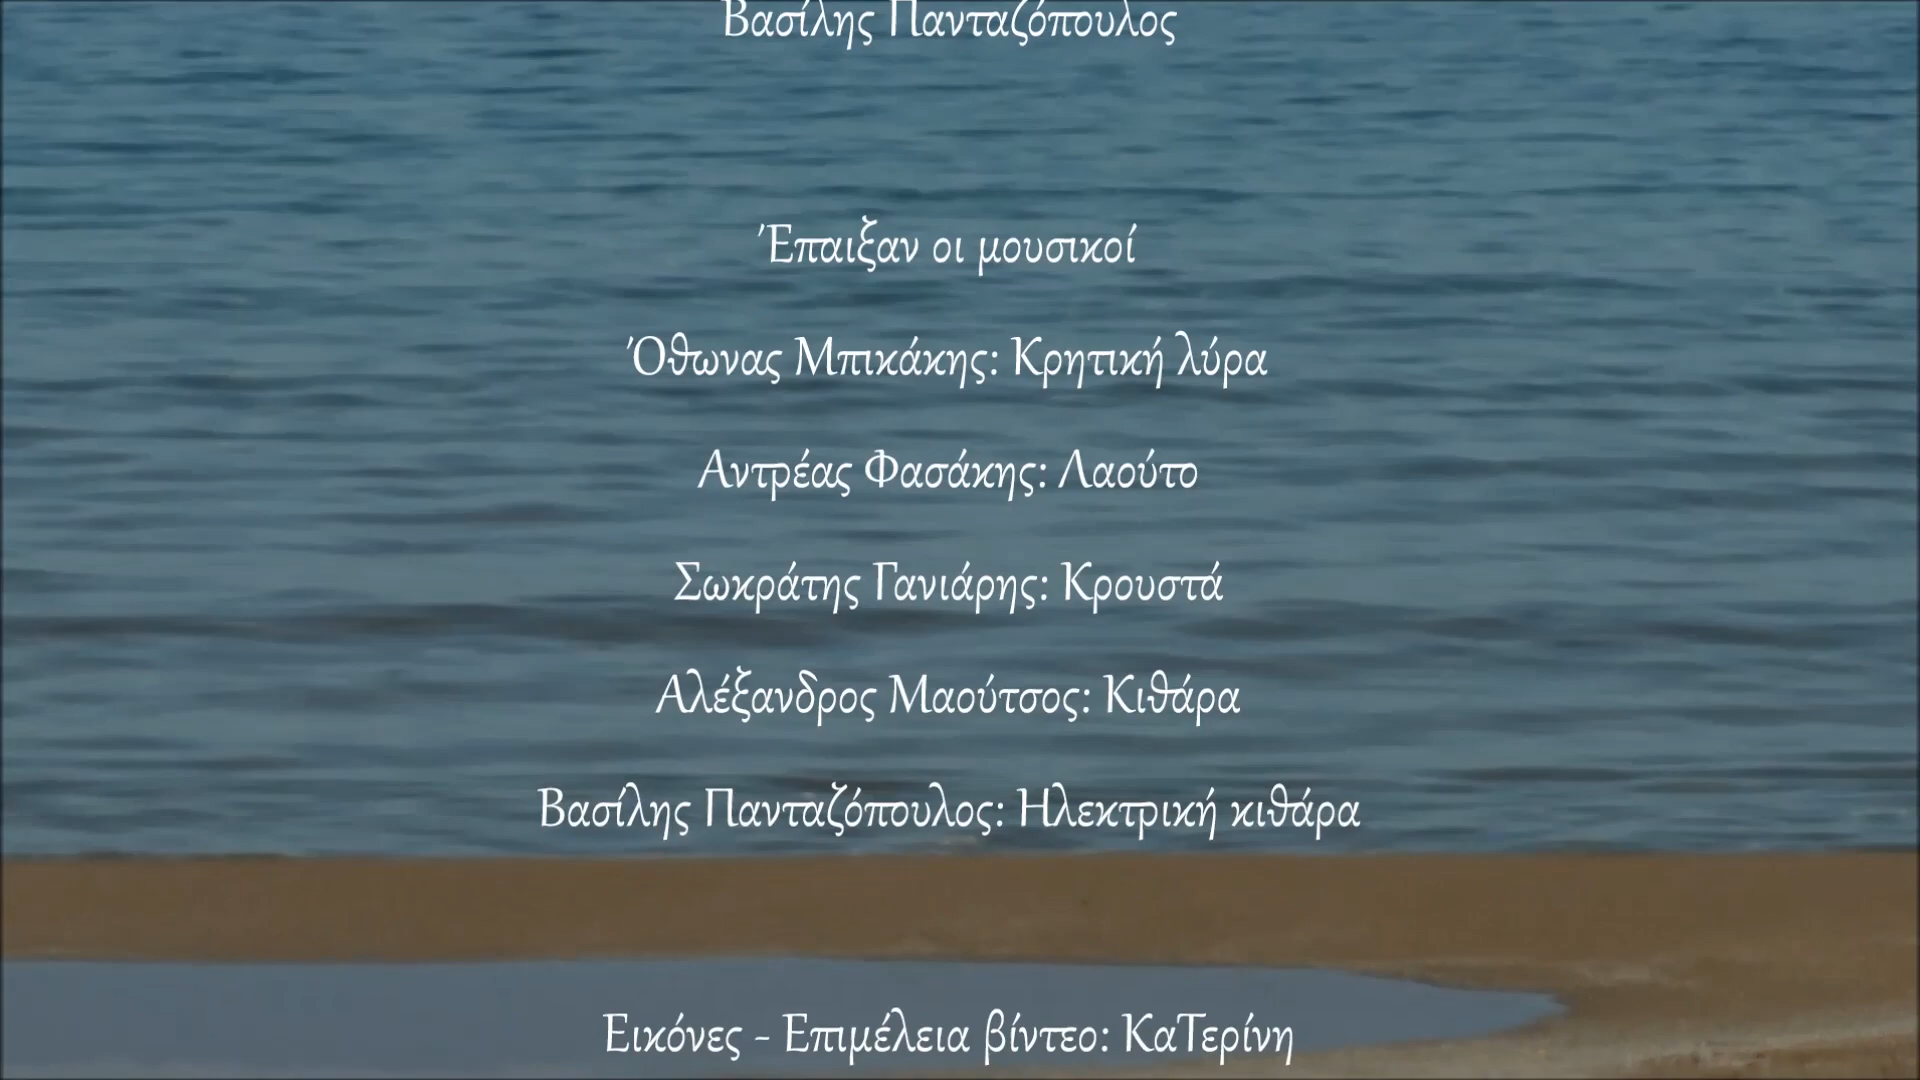 Βασίλης Πανταζόπουλος
Έπαιξαν οι μουσικοί
Όθωνας Μπικάκης: Κρητική λύρα
Αντρέας Φασάκης: Λαούτο
Σωκράτης Γανιάρης: Κρουστά
Αλέξανδρος Μαούτσος: Κιθάρα
Βασίλης Πανταζόπουλος: Ηλεκτρική κιθάρα
Εικόνες - Επιμέλεια βίντεο: ΚαΤερίνη